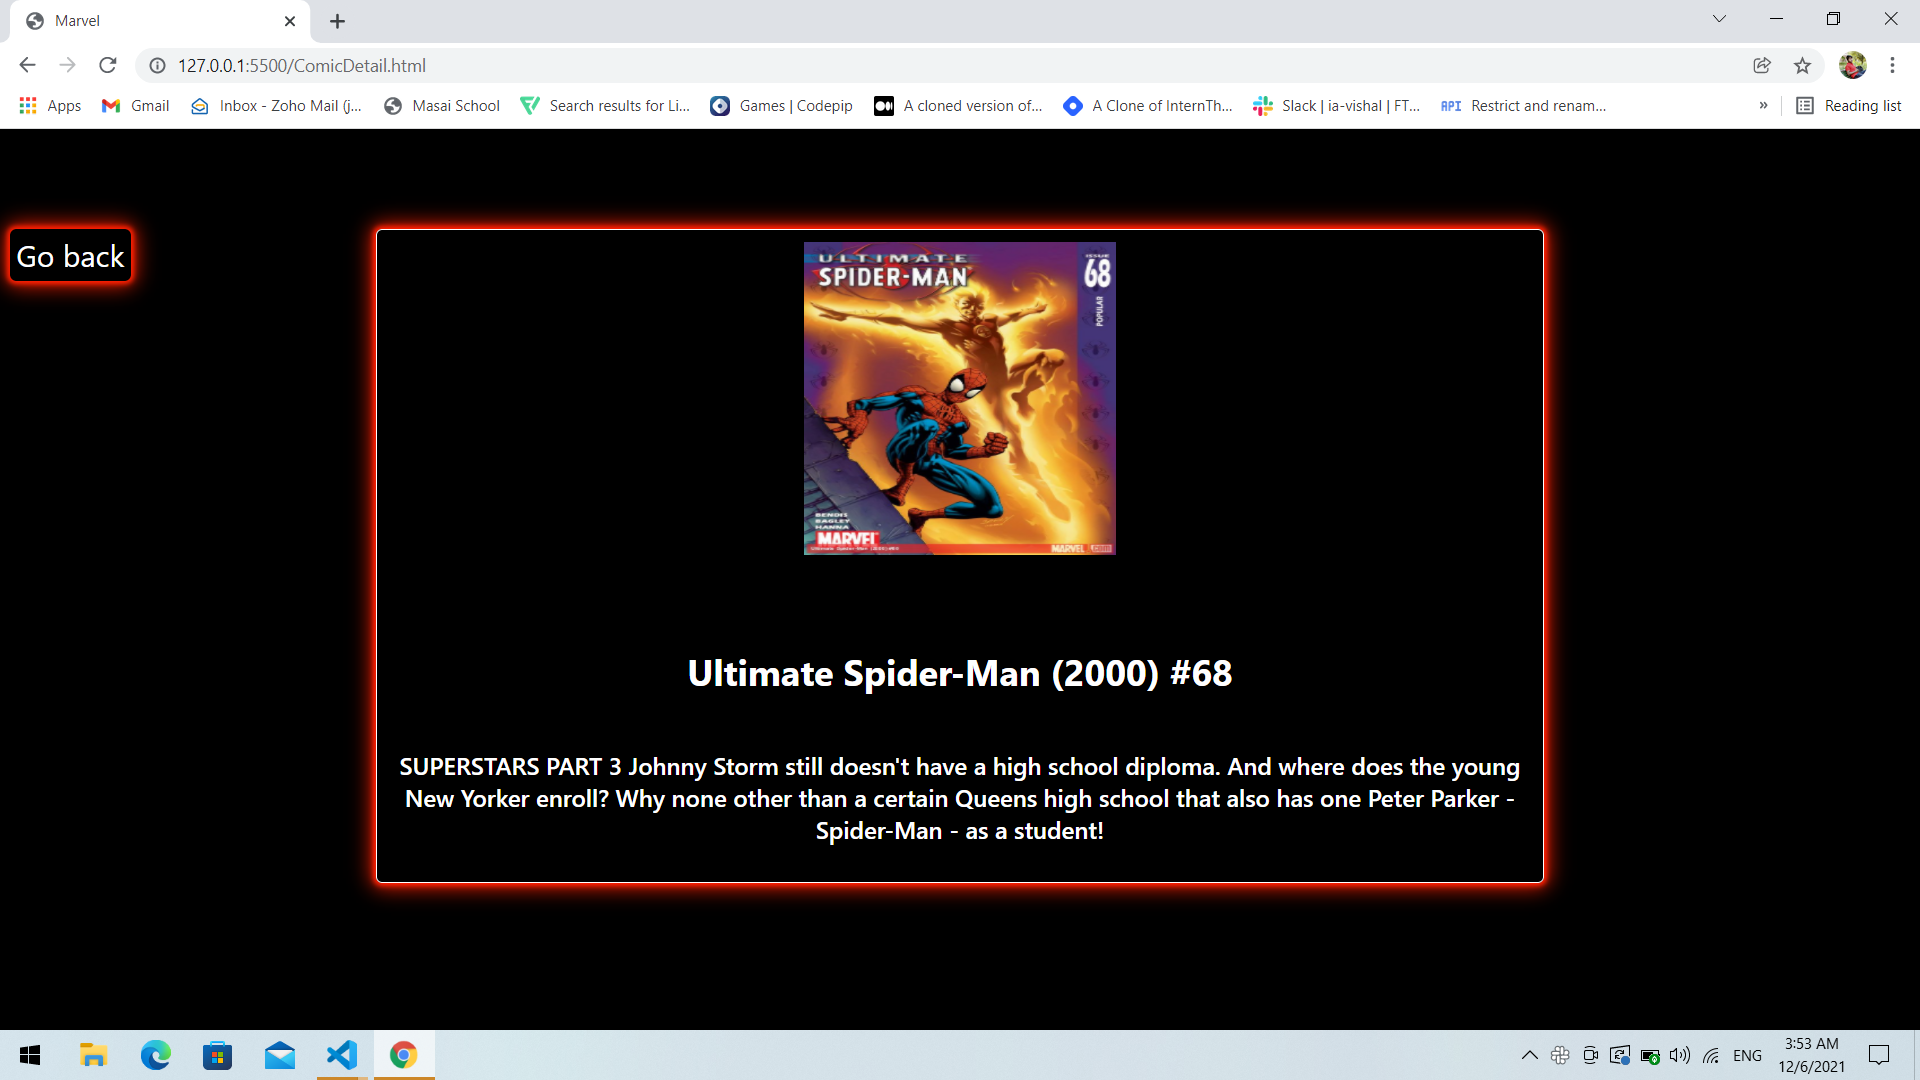 Marvel
127.0.0.1:5500/ComicDetail.html
Apps
Gmail
Inbox - Zoho Mail (j...
Masai School
Search results for Li...
Games | Codepip
A cloned version of...
A Clone of InternTh...
Slack | ia-vishal | FT...
API
Restrict and renam...
»
Reading list
Go back
ULTIMATE
SPIDER-MAN
ISSUE
68
POPULAR
BENDIS
BAGLEY
HANNA
MARVEL
MARVEL .com
Ultimate Spider-Man (2000) #68
SUPERSTARS PART 3 Johnny Storm still doesn't have a high school diploma. And where does the young
New Yorker enroll? Why none other than a certain Queens high school that also has one Peter Parker -
Spider-Man - as a student!
ENG
3:53 AM
12/6/2021